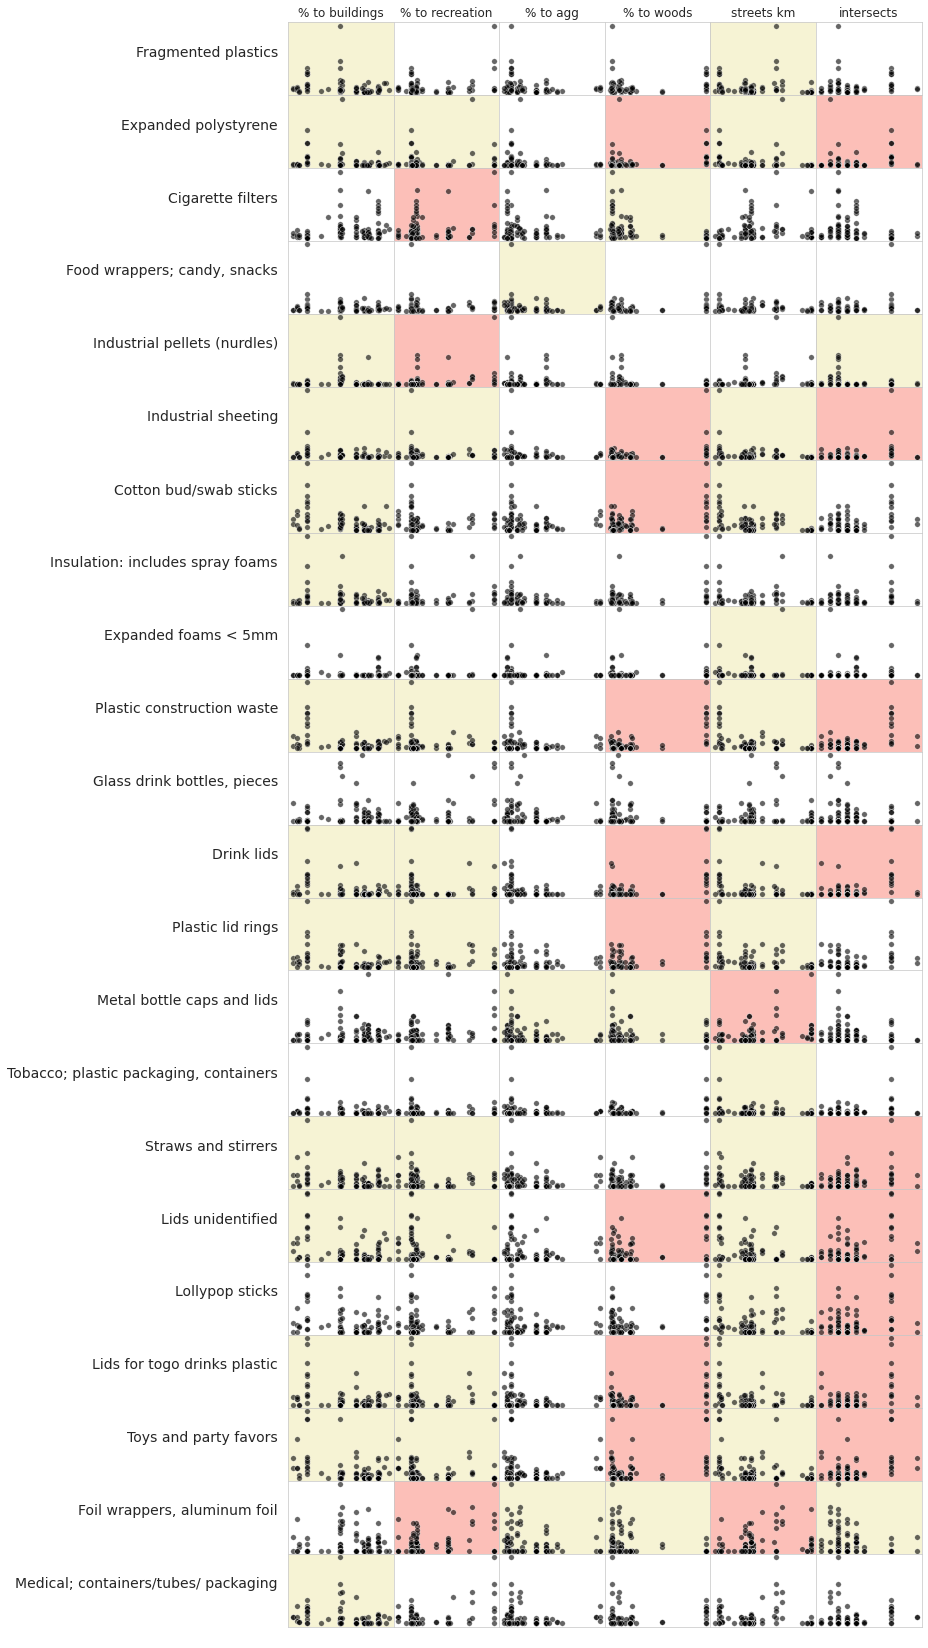 % to buildings % to recreation % to agg % to woods streets km intersects
Fragmented plastics
Expanded polystyrene
Cigarette filters
Food wrappers; candy, snacks
Industrial pellets (nurdles)
Industrial sheeting
Cotton bud/swab sticks
Insulation: includes spray foams
Expanded foams < 5mm
Plastic construction waste
Glass drink bottles, pieces
Drink lids
Plastic lid rings
Metal bottle caps and lids
Tobacco; plastic packaging, containers
Straws and stirrers
Lids unidentified
Lollypop sticks
Lids for togo drinks plastic
Toys and party favors
Foil wrappers, aluminum foil
Medical; containers/tubes/ packaging